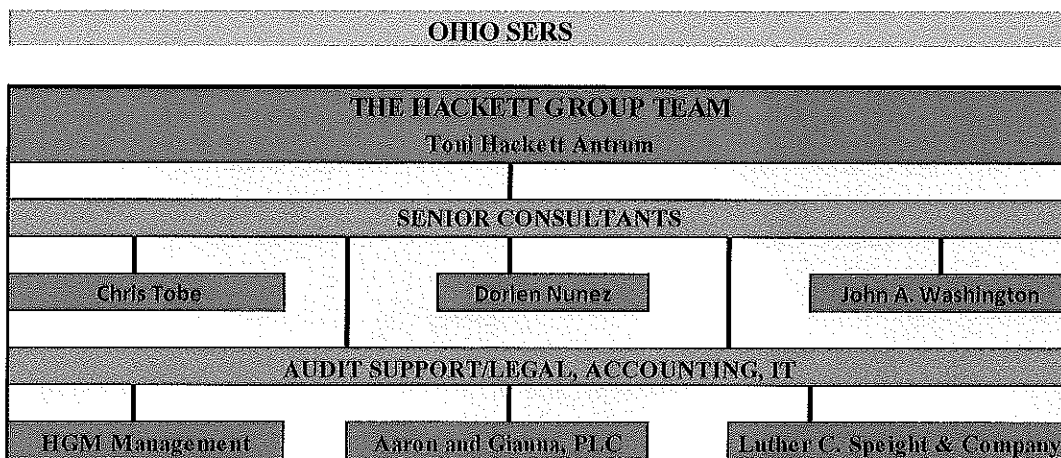 OHIO SERS
THE HACKETT GROUP TEAM
Toni Hackett Antrum
SENIOR CONSULTANTS
Chris Tobe
Dorien Nunez
John A. Washington
AUDIT SUPPORT/LEGAL, ACCOUNTING, IT
HGM Management
Aaron and Gianna, PLC
Luther C. Speight & Company